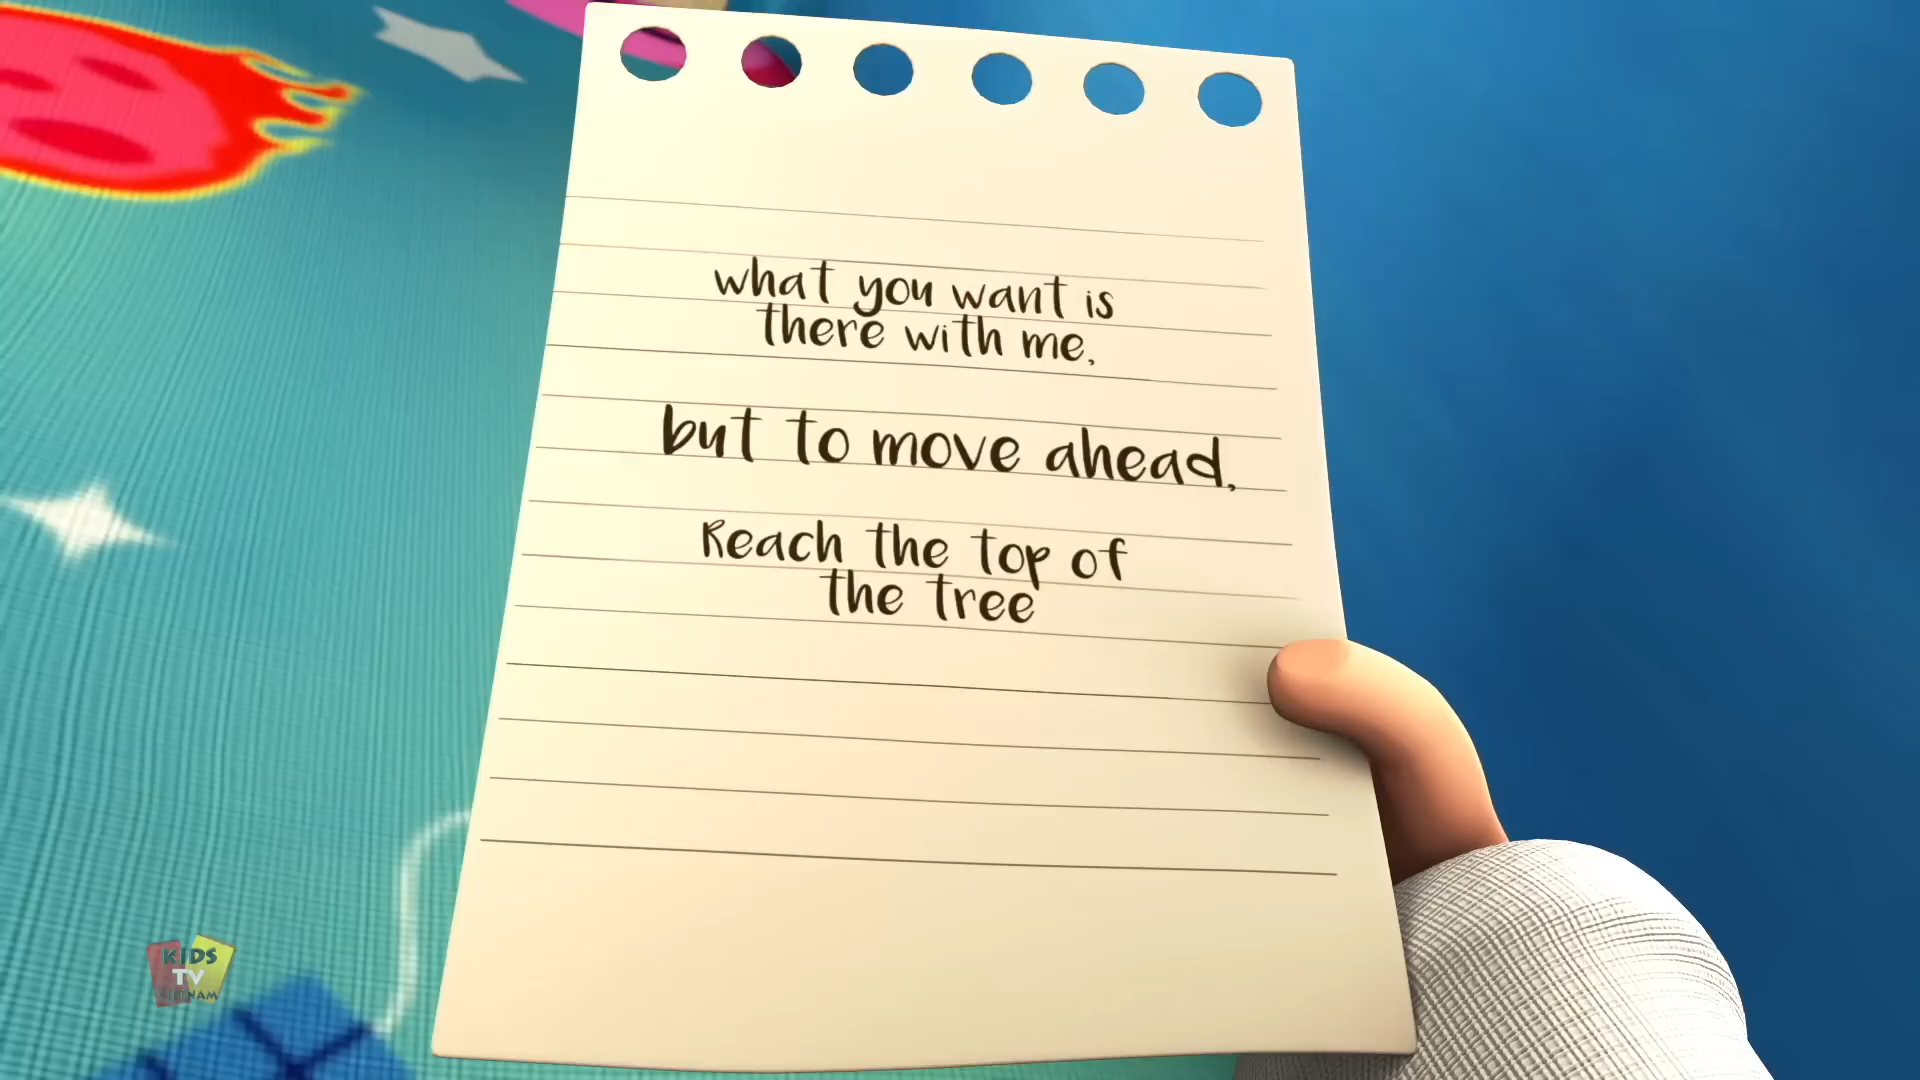 what you want is
there with me,
but to move ahead,
Reach the top of
the tree
KIDS
TV
VIETNAM